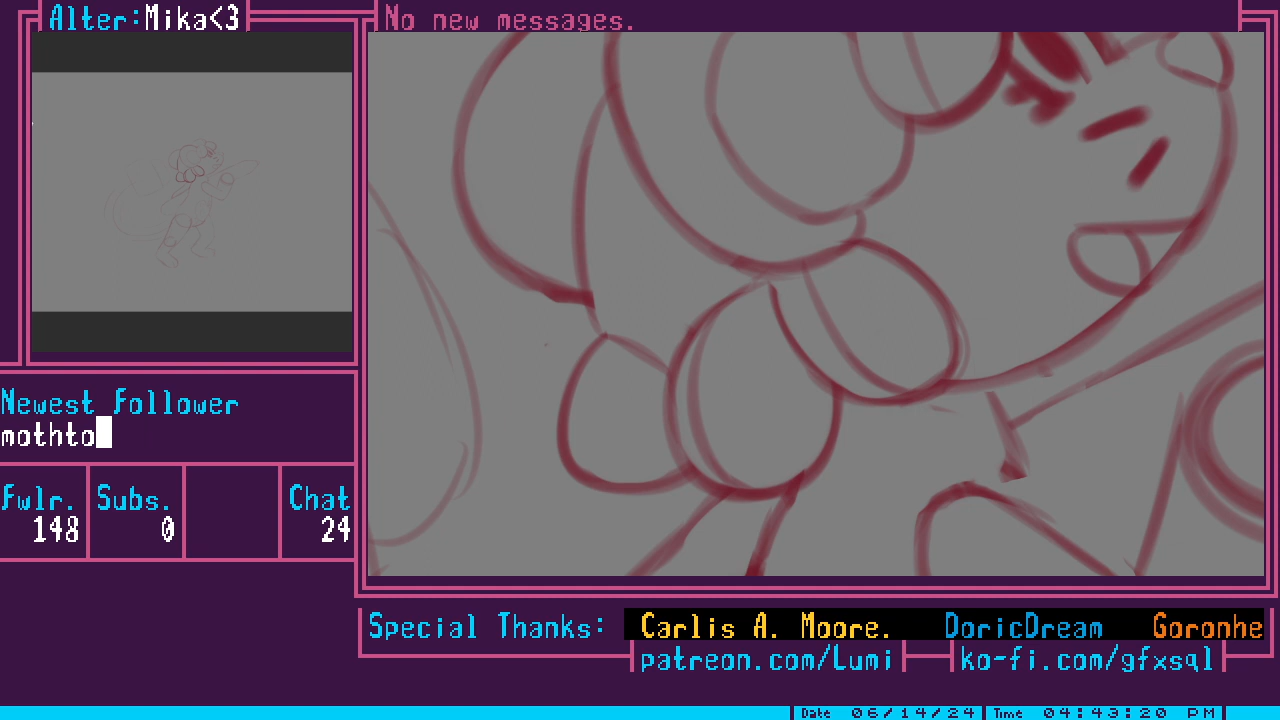 Alter:Mika<3
No new messages.
Newest Follower
mothto
Fwlr. Subs. Chat
148 0 24
Special Thanks: Carlis A. Moore. DoricDream Goronhe
patreon.com/Lumi ko-fi.com/gfxsql
Date 06/14/24 Time 04:43:20 PM